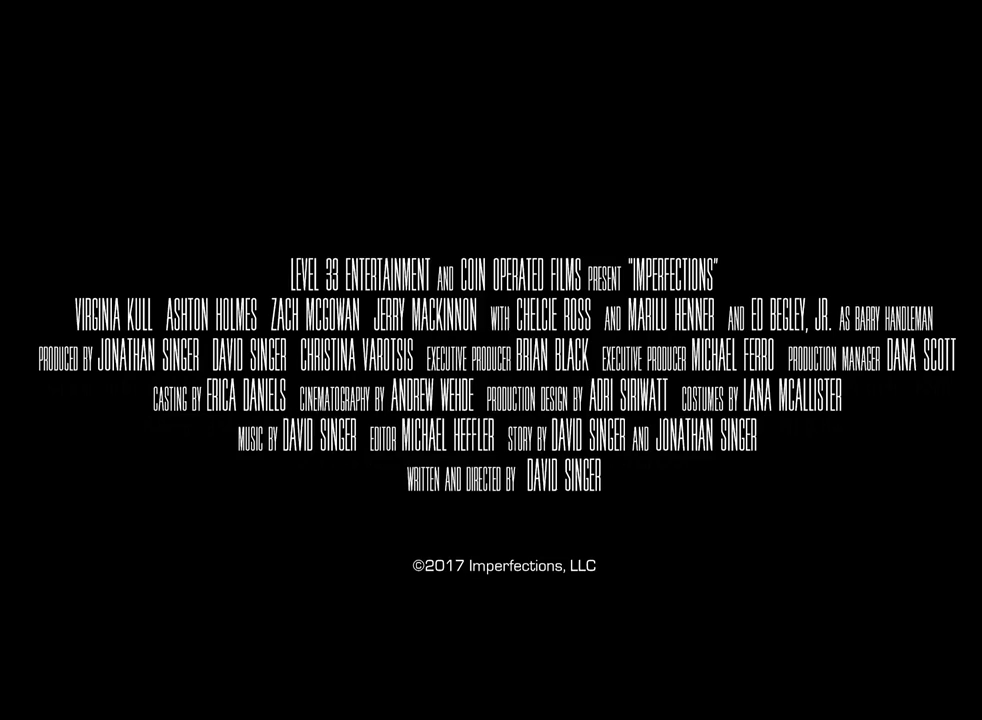 LEVEL 33 ENTERTAINMENT AND COIN OPERATED FILMS PRESENT "IMPERFECTIONS"
VIRGINIA KULL ASHTON HOLMES ZACH MCGOWAN JERRY MACKINNON WITH CHELCIE ROSS AND MARILU HENNER AND ED BEGLEY, JR. AS BARRY HANDLEMAN
PRODUCED BY JONATHAN SINGER DAVID SINGER CHRISTINA VAROTSIS EXECUTIVE PRODUCER BRIAN BLACK EXECUTIVE PRODUCER MICHAEL FERRO PRODUCTION MANAGER DANA SCOTT
CASTING BY ERICA DANIELS CINEMATOGRAPHY BY ANDREW WEHDE PRODUCTION DESIGN BY ADRI SIRIWATT COSTUMES BY LANA MCALLISTER
MUSIC BY DAVID SINGER EDITOR MICHAEL HEFFLER STORY BY DAVID SINGER AND JONATHAN SINGER
WRITTEN AND DIRECTED BY DAVID SINGER
©2017 Imperfections, LLC